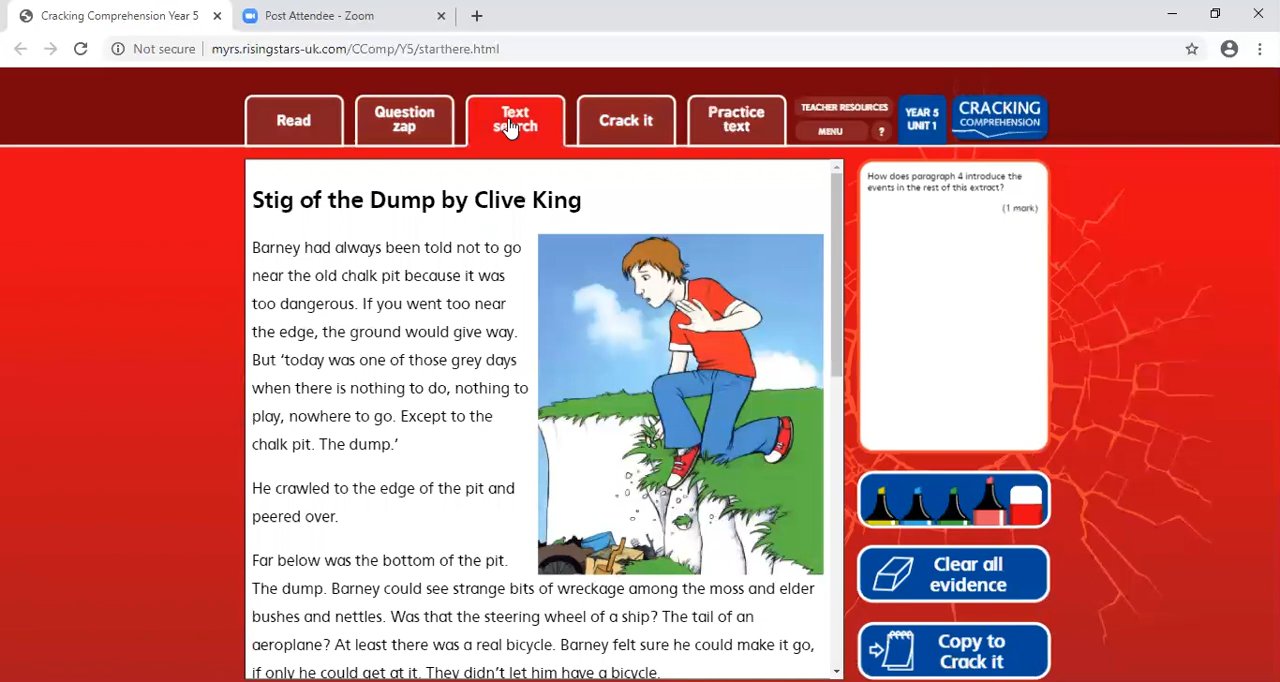 Cracking Comprehension Year 5
Post Attendee - Zoom
Not secure
myrs.risingstars-uk.com/CComp/Y5/starthere.html
Read
Question
zap
Text
search
Crack it
Practice
text
TEACHER RESOURCES
MENU
?
YEAR 5
UNIT 1
CRACKING
COMPREHENSION
Stig of the Dump by Clive King
Barney had always been told not to go
near the old chalk pit because it was
too dangerous. If you went too near
the edge, the ground would give way.
But ‘today was one of those grey days
when there is nothing to do, nothing to
play, nowhere to go. Except to the
chalk pit. The dump.’
He crawled to the edge of the pit and
peered over.
Far below was the bottom of the pit.
The dump. Barney could see strange bits of wreckage among the moss and elder
bushes and nettles. Was that the steering wheel of a ship? The tail of an
aeroplane? At least there was a real bicycle. Barney felt sure he could make it go,
if only he could get at it. They didn’t let him have a bicycle.
How does paragraph 4 introduce the
events in the rest of this extract?
(1 mark)
Clear all
evidence
Copy to
Crack it